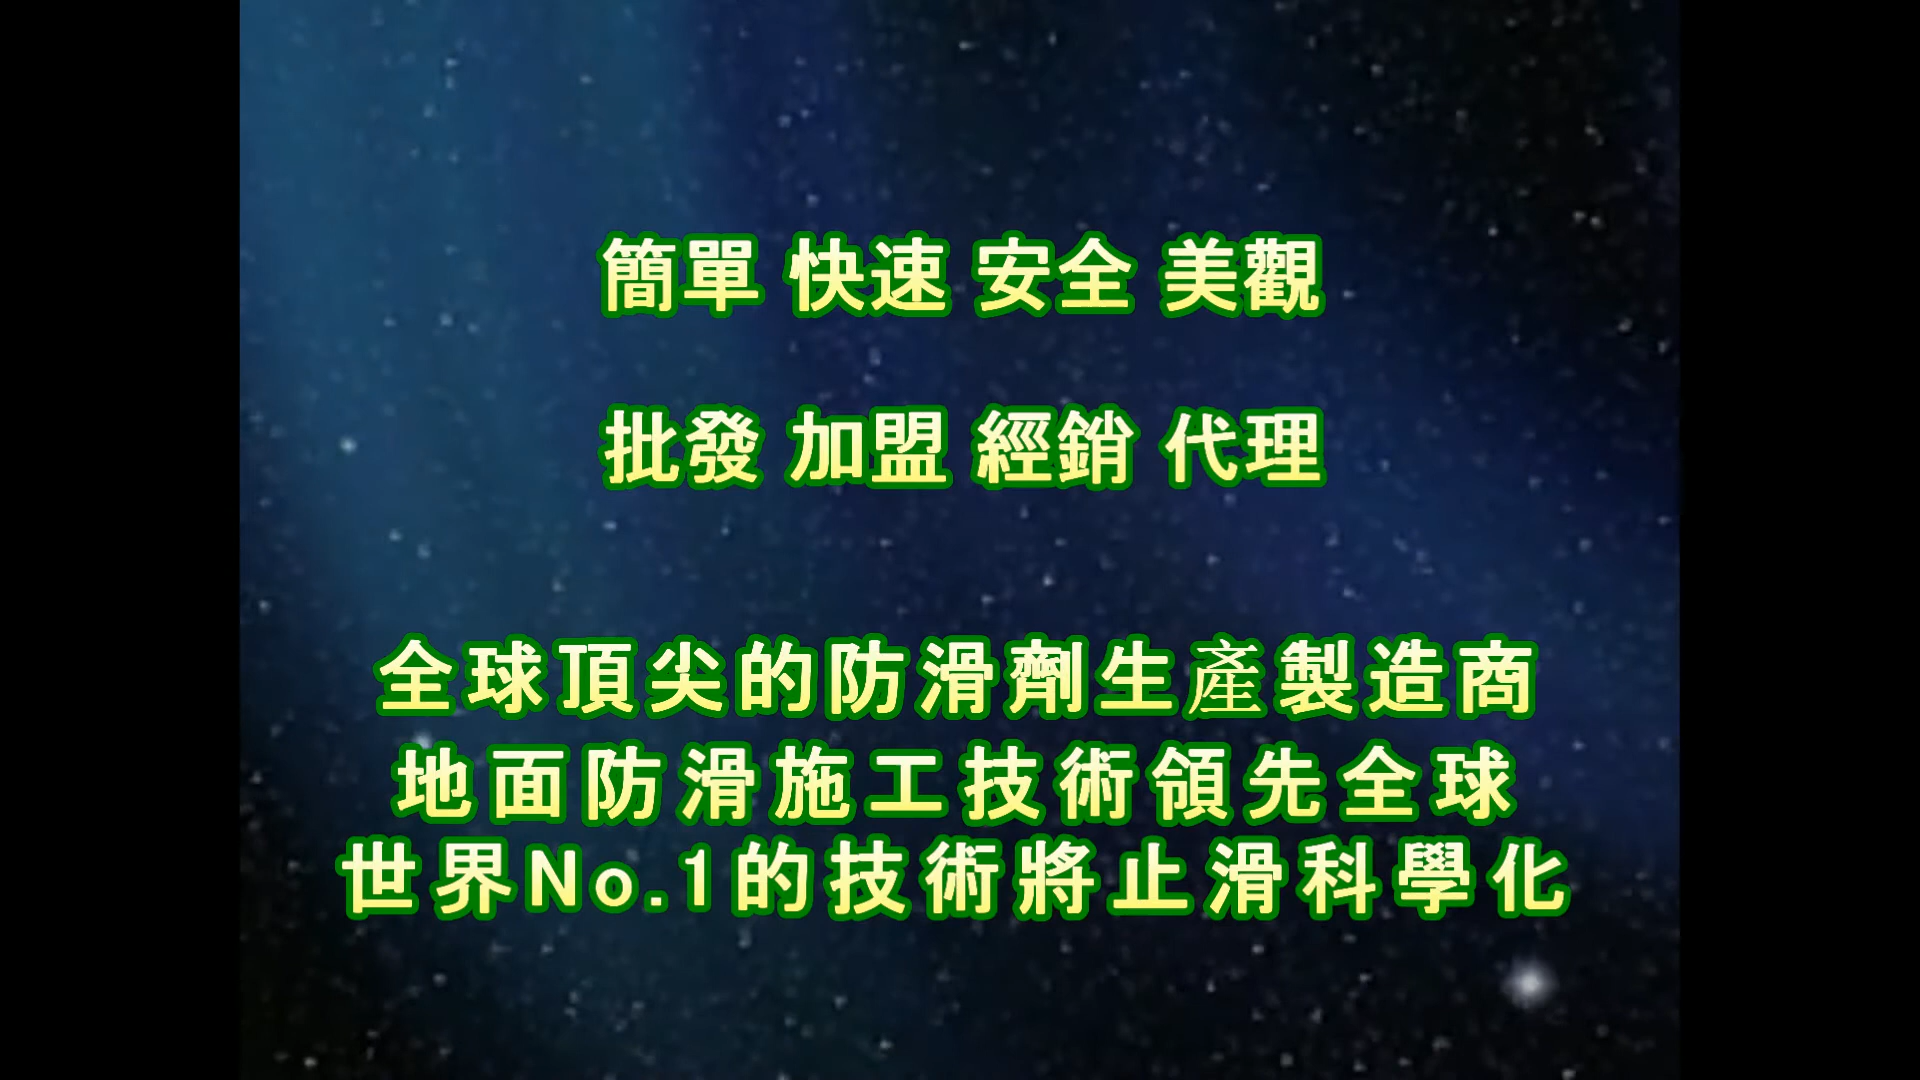 簡單 快速 安全 美觀
批發 加盟 經銷 代理
全球頂尖的防滑劑生產製造商
地面防滑施工技術領先全球
世界No.1的技術將止滑科學化